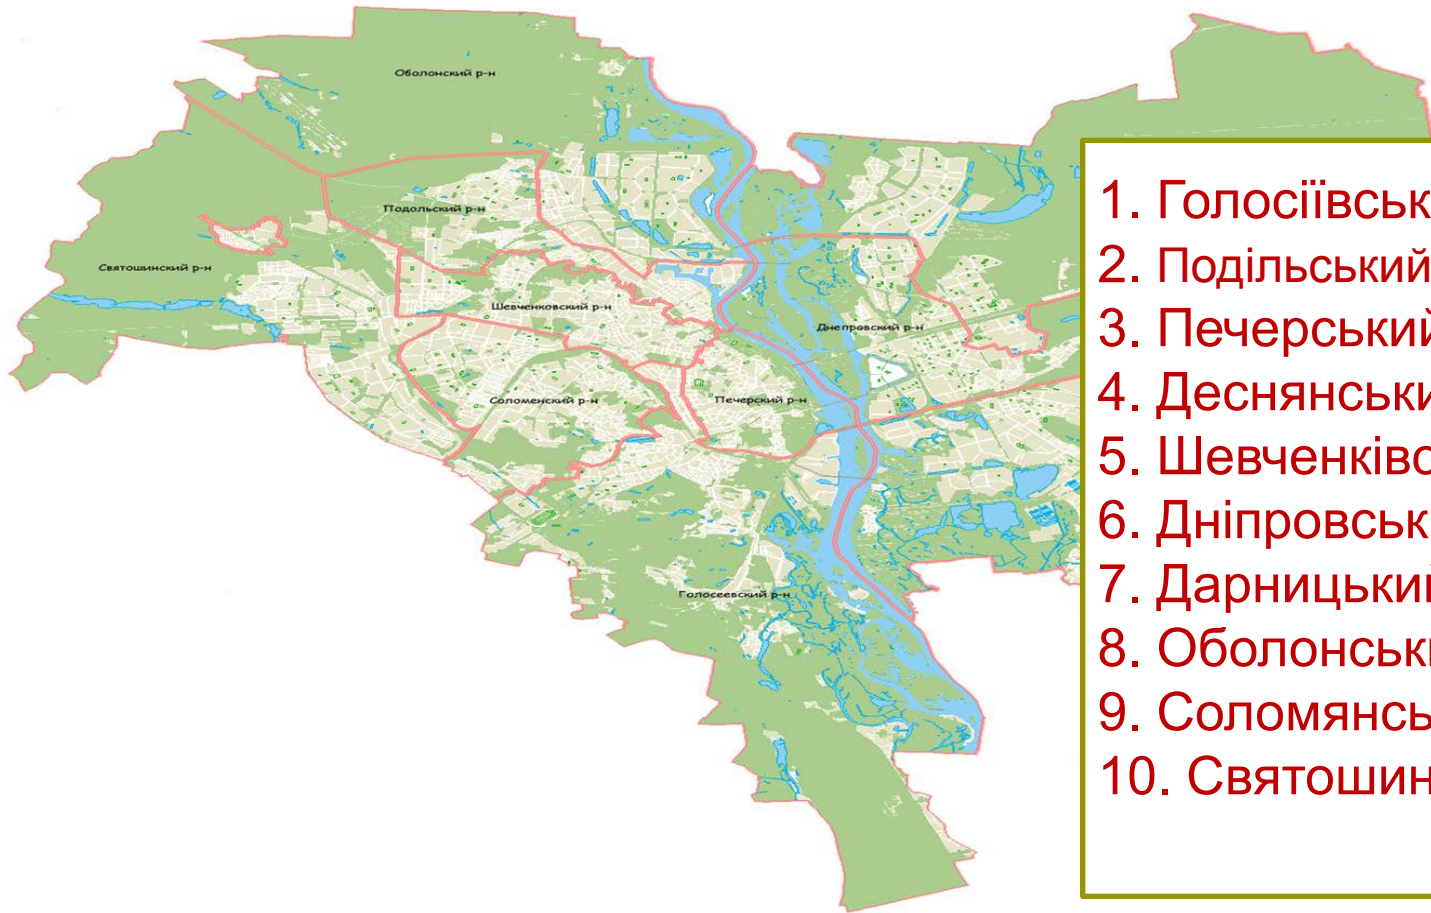 Оболонский р-н
Подольский р-н
Святошинский р-н
Шевченковский р-н
Днепровский р-н
Соломенский р-н
Печерский р-н
Голосеевский р-н
1. Голосіївськ
2. Подільський
3. Печерський
4. Деснянськи
5. Шевченківс
6. Дніпровськ
7. Дарницький
8. Оболонськи
9. Соломянсь
10. Святошин